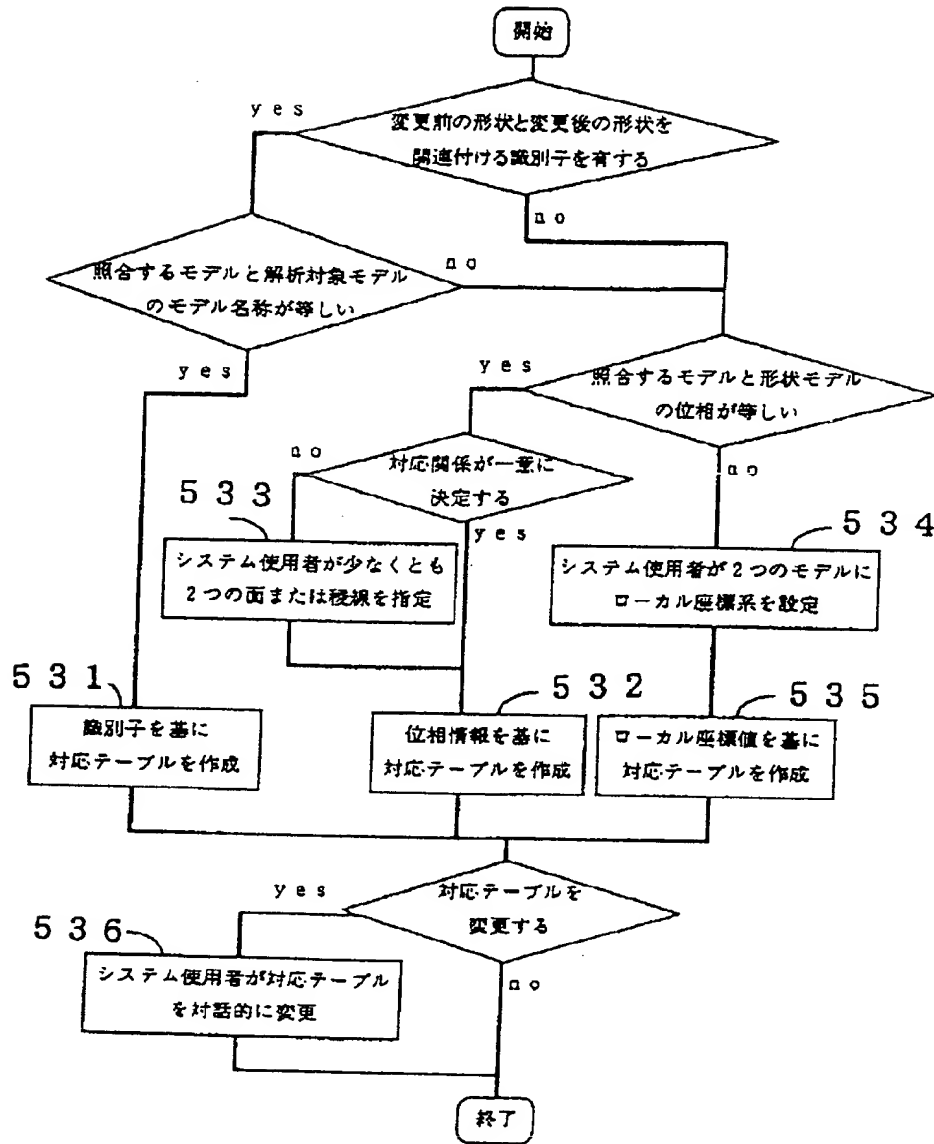 開始
yes
変更前の形状と変更後の形状を
関連付ける識別子を有する
no
照合するモデルと解析対象モデル
のモデル名称が等しい
no
yes
yes
照合するモデルと形状モデル
の位相が等しい
no
対応関係が一意に
決定する
no
yes
533
システム使用者が少なくとも
2つの面または稜線を指定
534
システム使用者が2つのモデルに
ローカル座標系を設定
531
識別子を基に
対応テーブルを作成
532
位相情報を基に
対応テーブルを作成
535
ローカル座標値を基に
対応テーブルを作成
yes
対応テーブルを
変更する
no
536
システム使用者が対応テーブル
を対話的に変更
終了